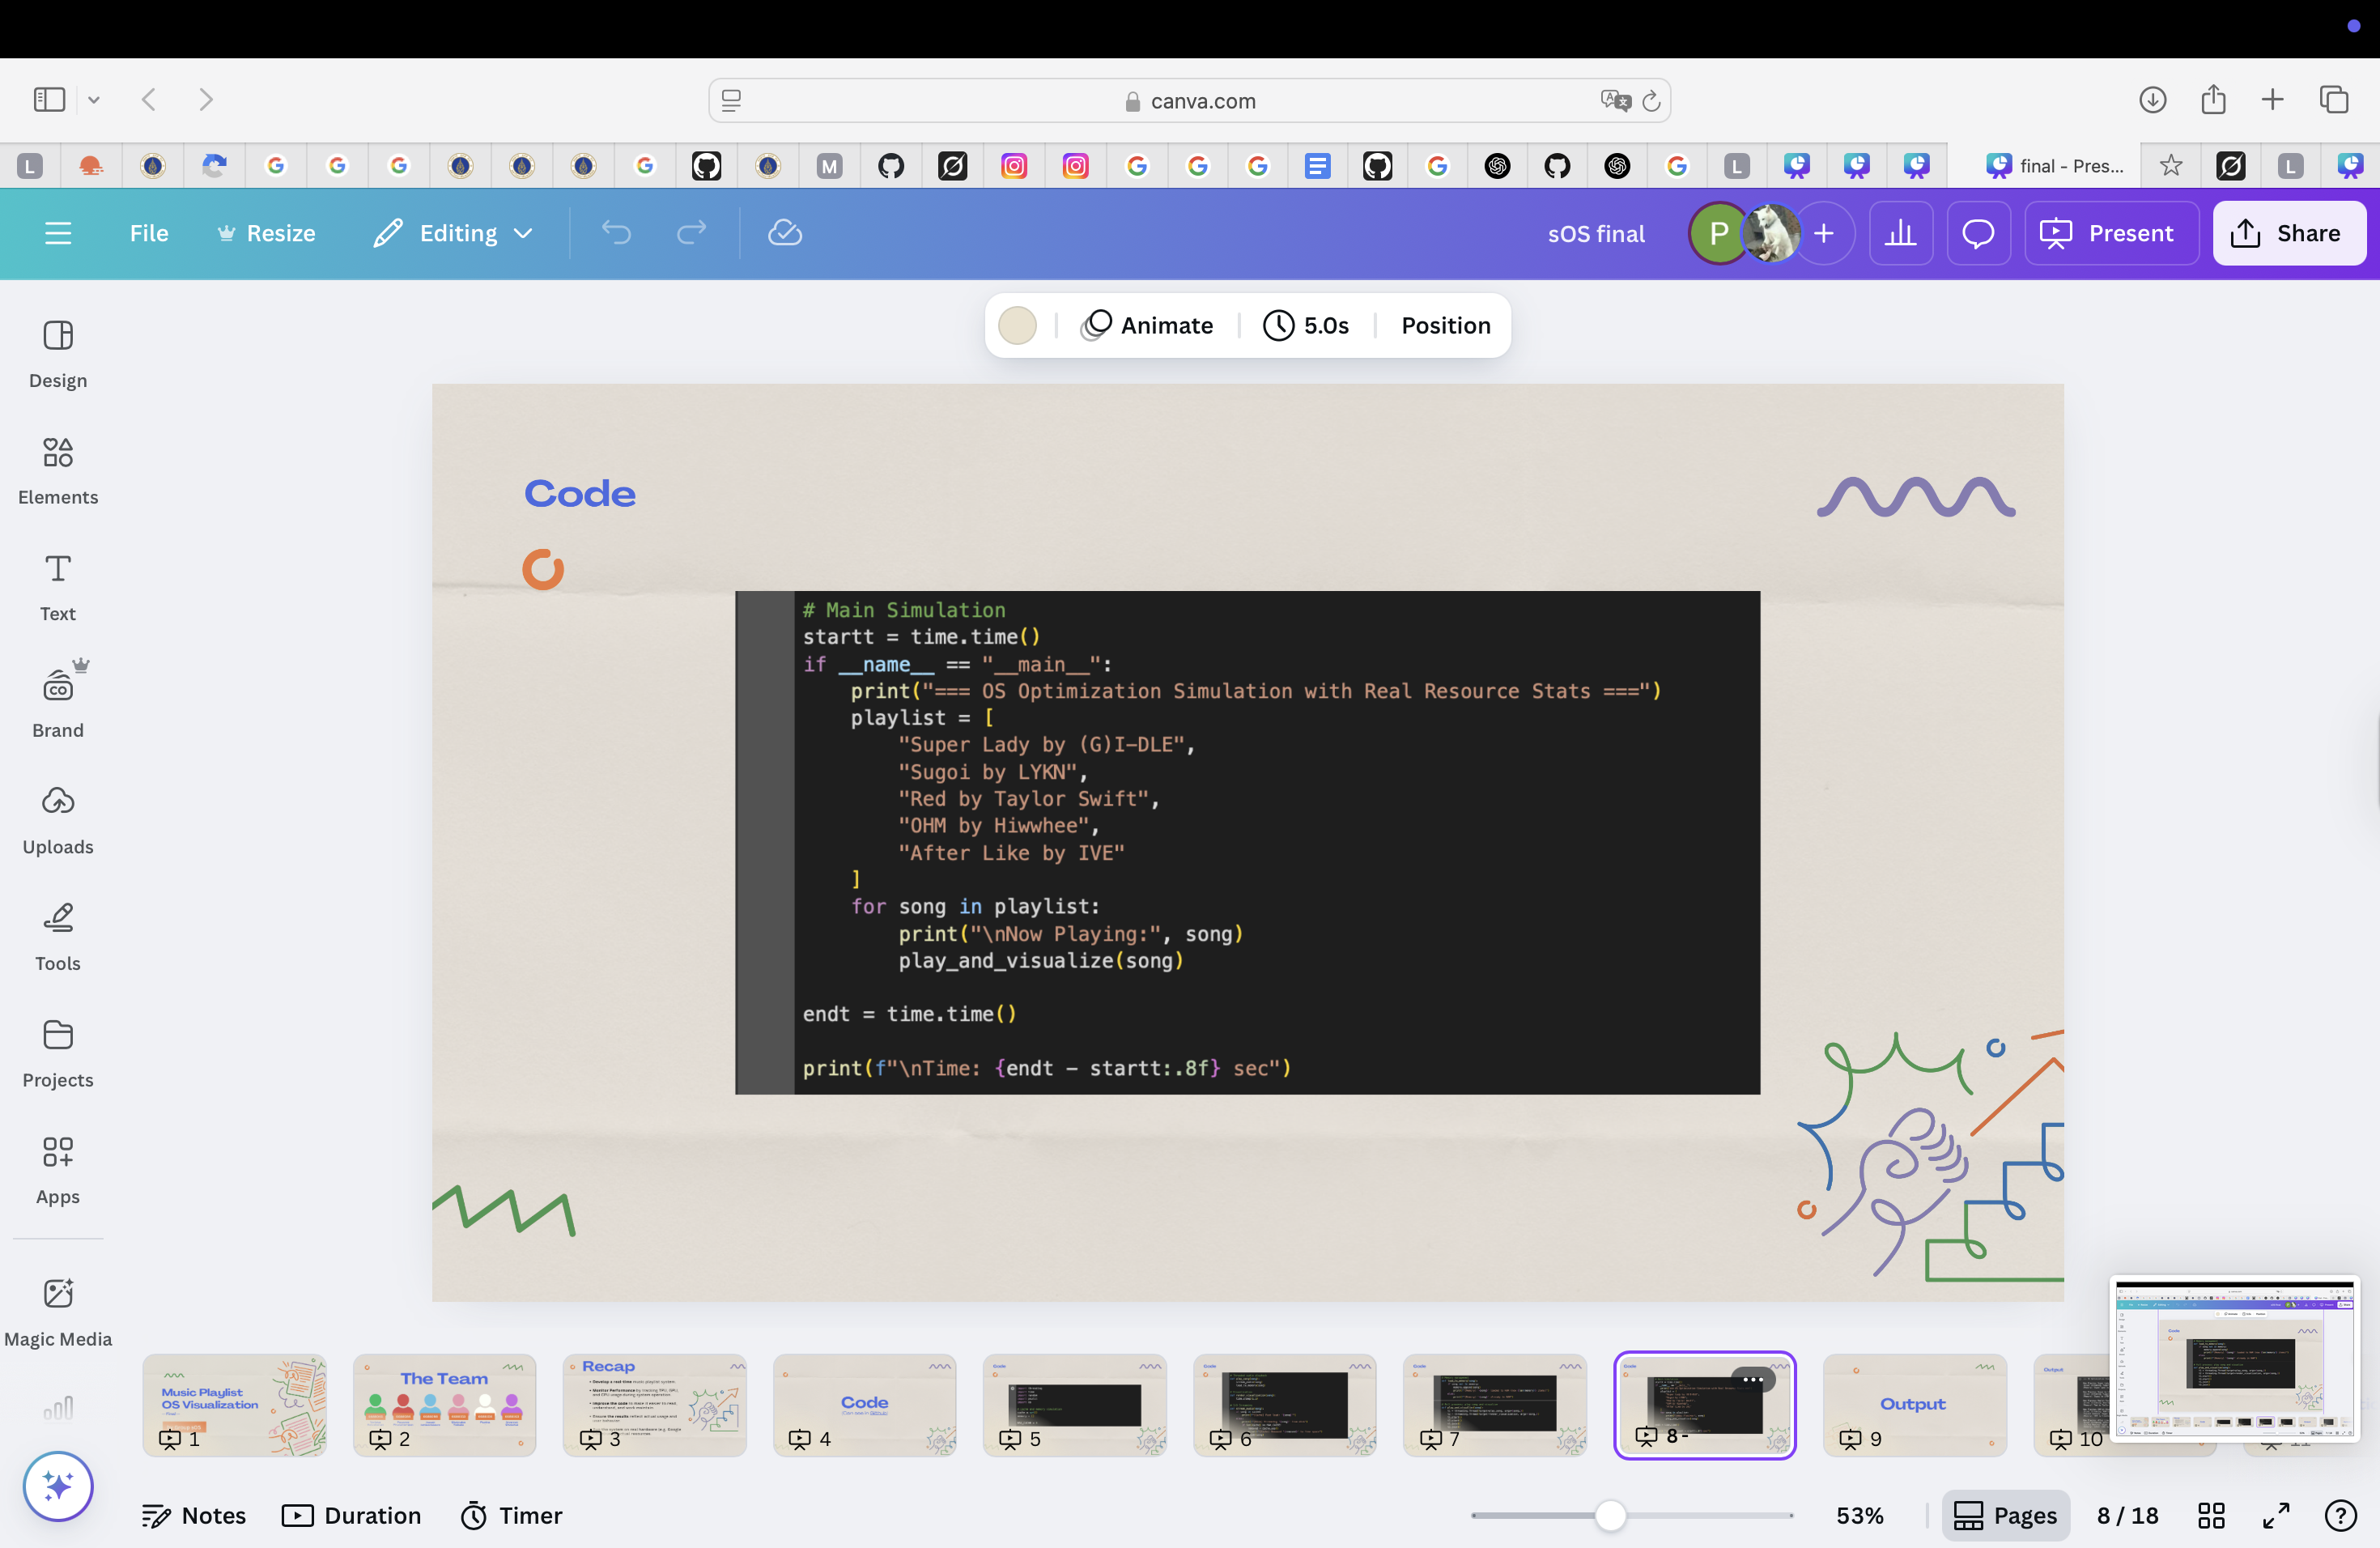 canva.com
L
M
L
final - Pres...
L
File
Resize
Editing
sOS final
P
Present
Share
Animate
5.0s
Position
Design
Elements
Text
CO
Brand
Uploads
Tools
Projects
Apps
Magic Media
Code
# Main Simulation
startt = time.time()
if __name__ == "__main__":
    print("=== OS Optimization Simulation with Real Resource Stats ===")
    playlist = [
        "Super Lady by (G)I-DLE",
        "Sugoi by LYKN",
        "Red by Taylor Swift",
        "OHM by Hiwwhee",
        "After Like by IVE"
    ]
    for song in playlist:
        print("\nNow Playing:", song)
        play_and_visualize(song)
endt = time.time()
print(f"\nTime: {endt - startt:.8f} sec")
Music Playlist
OS Visualization
1
The Team
2
Recap
3
Code
4
5
6
7
8 -
Output
9
Output
10
11
Notes
Duration
Timer
53%
Pages
8 / 18
?